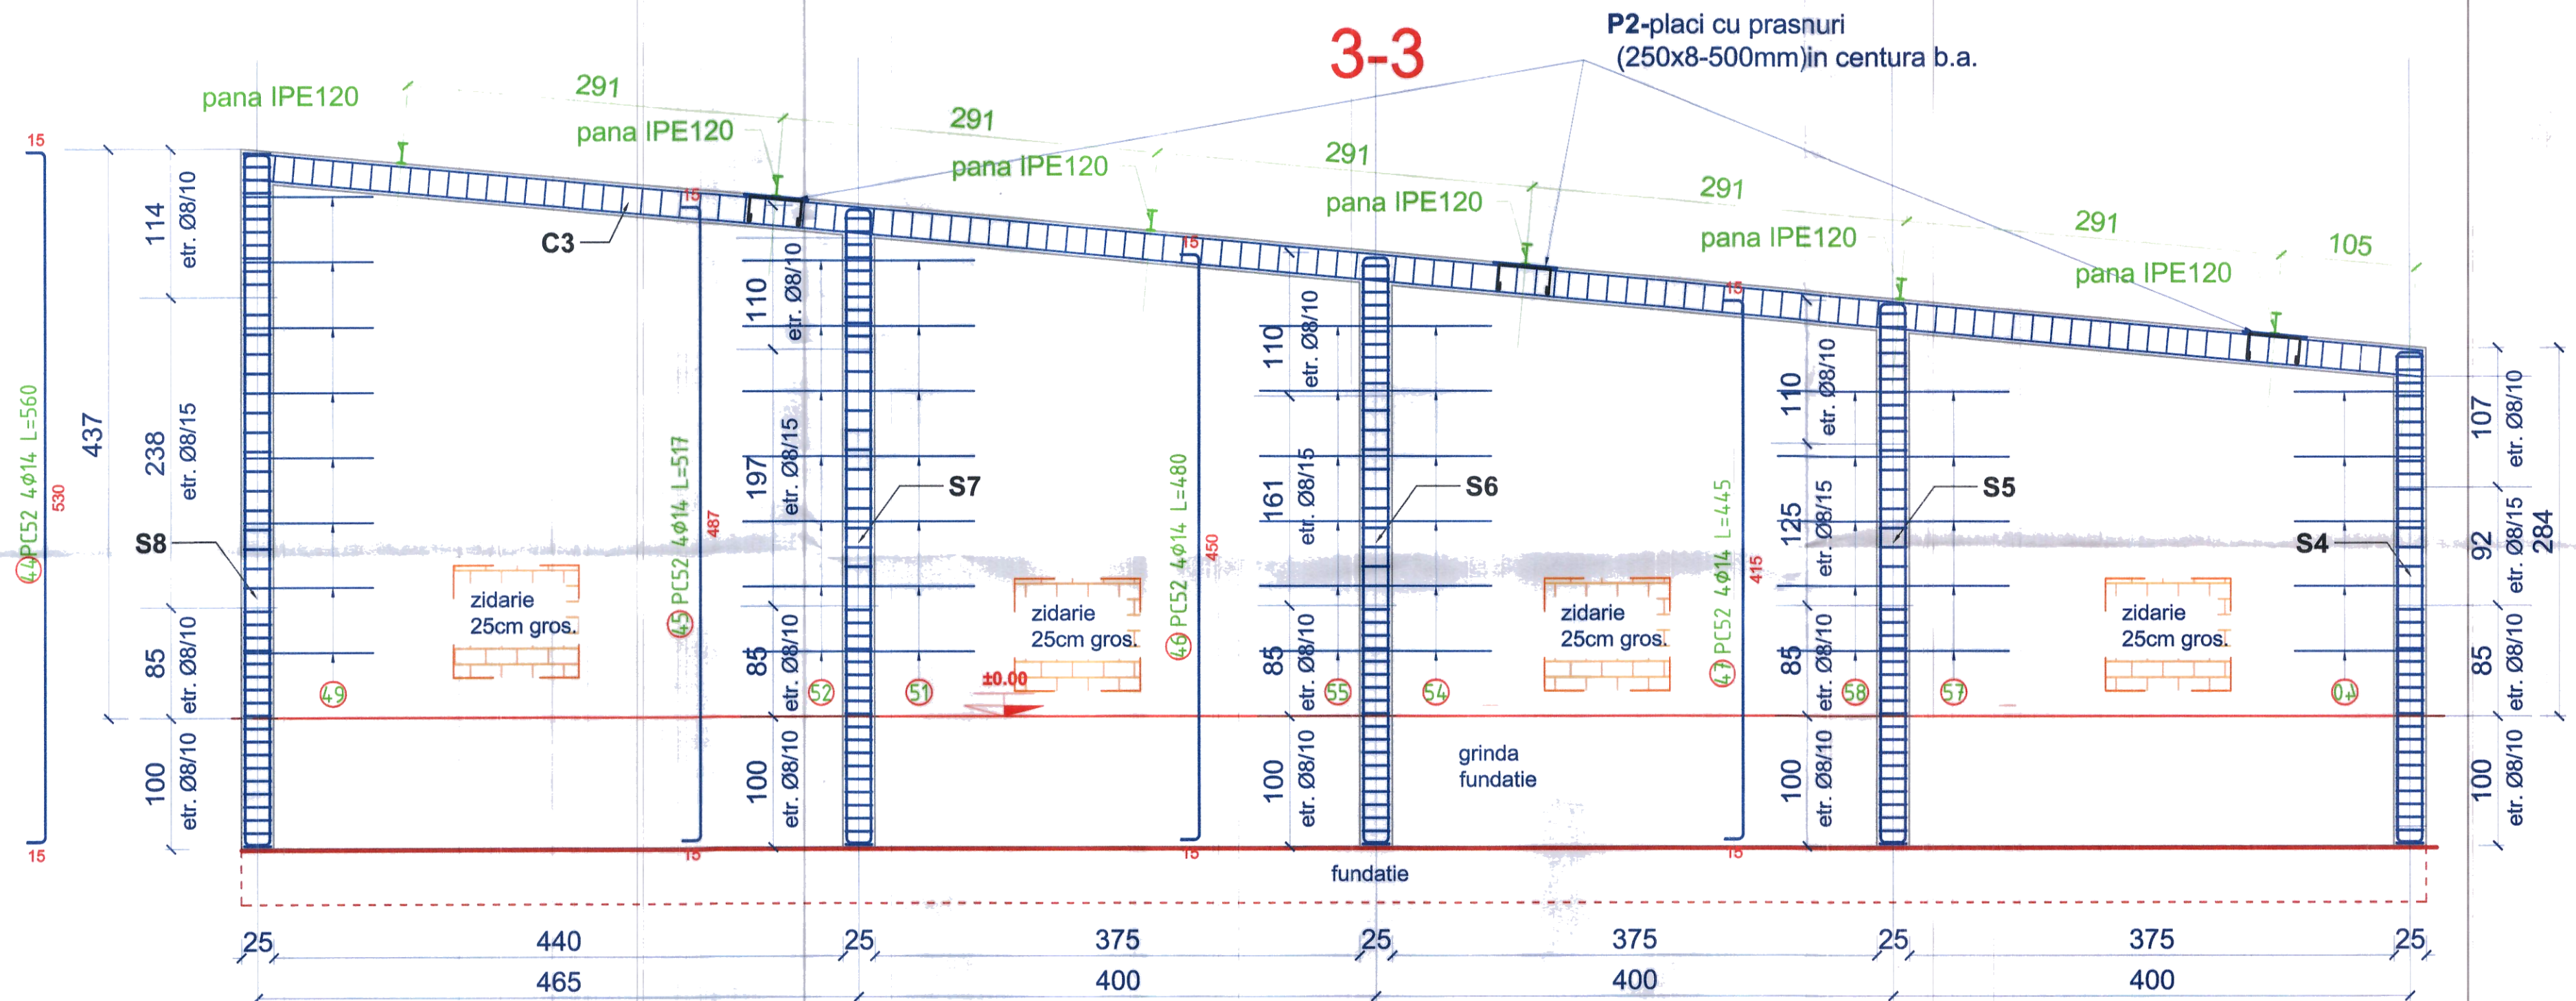 3-3
P2-placi cu prasnuri
(250x8-500mm)in centura b.a.
pana IPE120
291
pana IPE120
291
pana IPE120
291
pana IPE120
291
pana IPE120
291
pana IPE120
105
15
44 PC52 4ϕ14 L=560
530
15
437
114
etr. Ø8/10
238
etr. Ø8/15
85
etr. Ø8/10
100
etr. Ø8/10
S8
C3
49
zidarie
25cm gros.
15
45 PC52 4ϕ14 L=517
487
15
110
etr. Ø8/10
197
etr. Ø8/15
85
etr. Ø8/10
100
etr. Ø8/10
52
51
S7
±0.00
zidarie
25cm gros.
15
46 PC52 4ϕ14 L=480
450
15
110
etr. Ø8/10
161
etr. Ø8/15
85
etr. Ø8/10
100
etr. Ø8/10
55
54
S6
zidarie
25cm gros.
grinda
fundatie
15
47 PC52 4ϕ14 L=445
415
15
110
etr. Ø8/10
125
etr. Ø8/15
85
etr. Ø8/10
100
etr. Ø8/10
58
57
S5
zidarie
25cm gros.
S4
107
etr. Ø8/10
92
etr. Ø8/15
85
etr. Ø8/10
100
etr. Ø8/10
284
fundatie
25 440 25 375 25 375 25 375 25
465 400 400 400